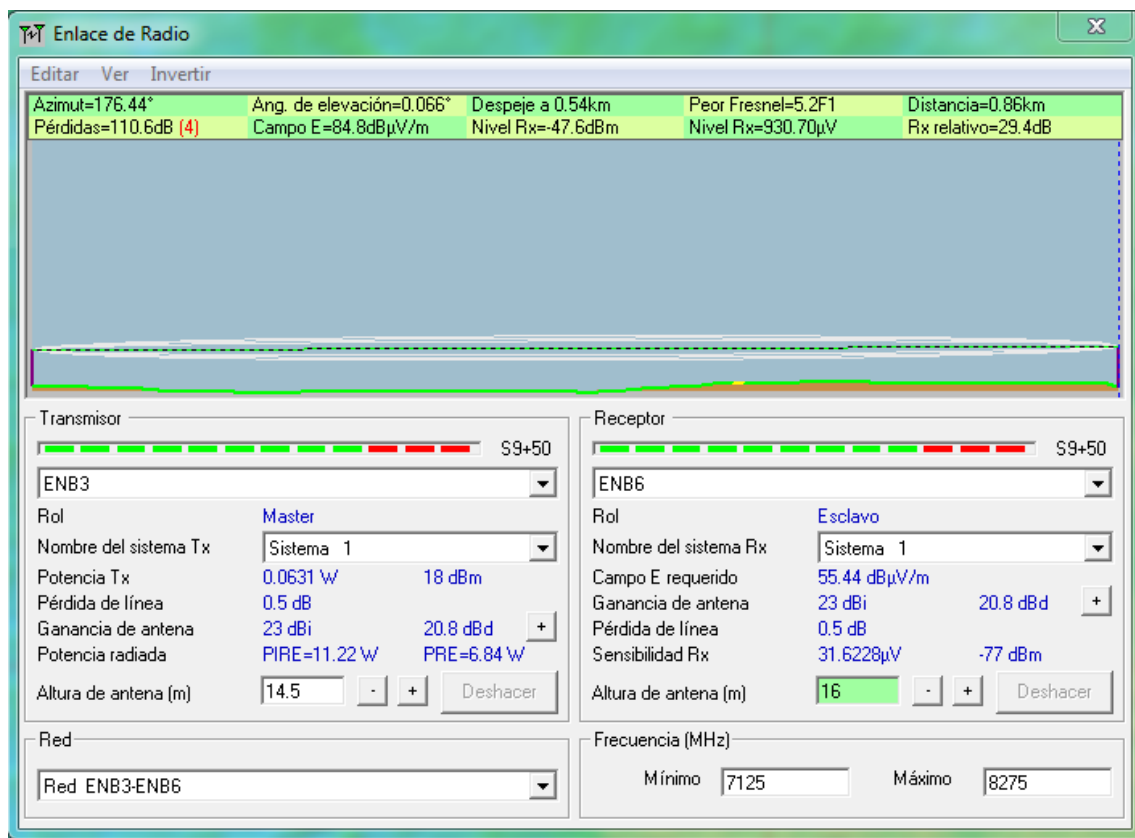 Enlace de Radio
Editar Ver Invertir
Azimut=176.44° Ang. de elevación=0.066° Despeje a 0.54km Peor Fresnel=5.2F1 Distancia=0.86km
Pérdidas=110.6dB (4) Campo E=84.8dBµV/m Nivel Rx=-47.6dBm Nivel Rx=930.70µV Rx relativo=29.4dB
Transmisor
S9+50
ENB3
Rol Master
Nombre del sistema Tx Sistema 1
Potencia Tx 0.0631 W 18 dBm
Pérdida de línea 0.5 dB
Ganancia de antena 23 dBi 20.8 dBd +
Potencia radiada PIRE=11.22 W PRE=6.84 W
Altura de antena (m) 14.5 - + Deshacer
Receptor
S9+50
ENB6
Rol Esclavo
Nombre del sistema Rx Sistema 1
Campo E requerido 55.44 dBµV/m
Ganancia de antena 23 dBi 20.8 dBd +
Pérdida de línea 0.5 dB
Sensibilidad Rx 31.6228µV -77 dBm
Altura de antena (m) 16 - + Deshacer
Red
Red ENB3-ENB6
Frecuencia (MHz)
Mínimo 7125 Máximo 8275